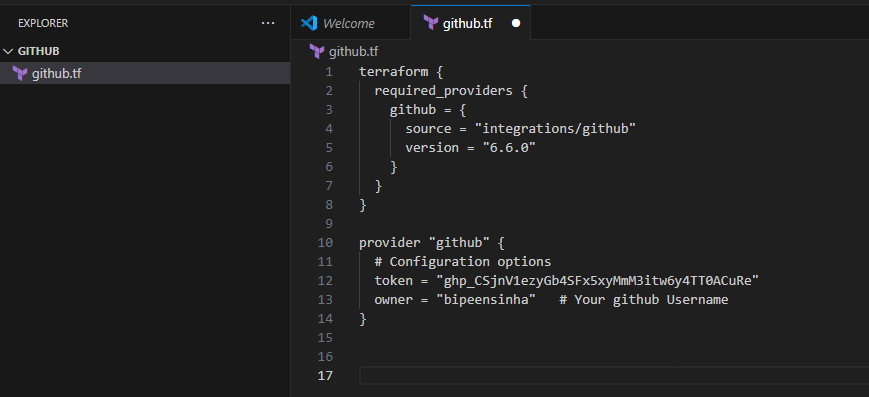 EXPLORER
GITHUB
github.tf
Welcome
github.tf
github.tf
1 terraform {
2 required_providers {
3 github = {
4 source = "integrations/github"
5 version = "6.6.0"
6 }
7 }
8 }
9
10 provider "github" {
11 # Configuration options
12 token = "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"
13 owner = "bipeensinha" # Your github Username
14 }
15
16
17